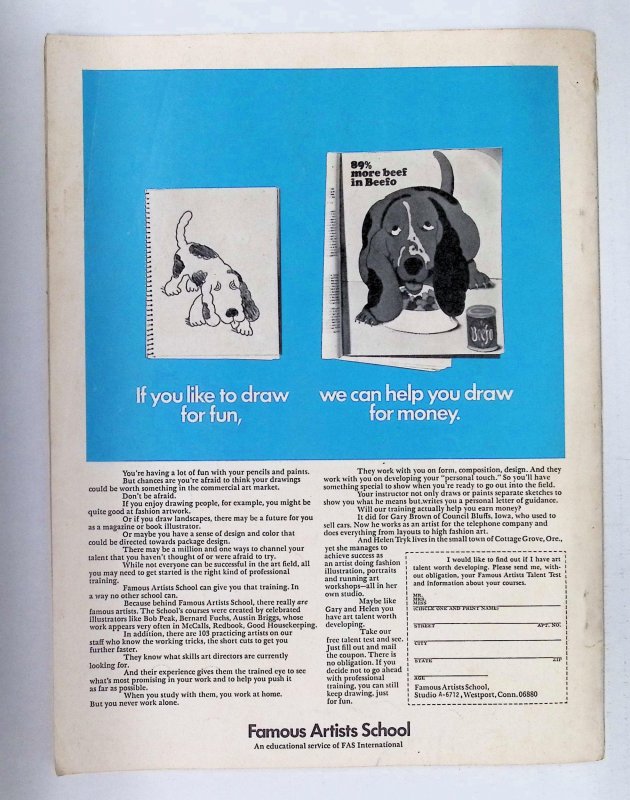 89%
more beef
in Beefo
Beefo
If you like to draw
for fun,
we can help you draw
for money.
You're having a lot of fun with your pencils and paints.
But chances are you're afraid to think your drawings
could be worth something in the commercial art market.
Don't be afraid.
If you enjoy drawing people, for example, you might be
quite good at fashion artwork.
Or if you draw landscapes, there may be a future for you
as a magazine or book illustrator.
Or maybe you have a sense of design and color that
could be directed towards package design.
There may be a million and one ways to channel your
talent that you haven't thought of or were afraid to try.
While not everyone can be successful in the art field, all
you may need to get started is the right kind of professional
training.
Famous Artists School can give you that training. In
a way no other school can.
Because behind Famous Artists School, there really are
famous artists. The School's courses were created by celebrated
illustrators like Bob Peak, Bernard Fuchs, Austin Briggs, whose
work appears very often in McCalls, Redbook, Good Housekeeping.
In addition, there are 103 practicing artists on our
staff who know the working tricks, the short cuts to get you
further faster.
They know what skills art directors are currently
looking for.
And their experience gives them the trained eye to see
what's most promising in your work and to help you push it
as far as possible.
When you study with them, you work at home.
But you never work alone.
They work with you on form, composition, design. And they
work with you on developing your "personal touch." So you'll have
something special to show when you're ready to go out into the field.
Your instructor not only draws or paints separate sketches to
show you what he means but writes you a personal letter of guidance.
Will our training actually help you earn money?
It did for Gary Brown of Council Bluffs, Iowa, who used to
sell cars. Now he works as an artist for the telephone company and
does everything from layouts to high fashion art.
And Helen Tryk lives in the small town of Cottage Grove, Ore.,
yet she manages to
achieve success as
an artist doing fashion
illustration, portraits
and running art
workshops—all in her
own studio.
Maybe like
Gary and Helen you
have art talent worth
developing.
Take our
free talent test and see.
Just fill out and mail
the coupon. There is
no obligation. If you
decide not to go ahead
with professional
training, you can still
keep drawing, just
for fun.
I would like to find out if I have art
talent worth developing. Please send me, with-
out obligation, your Famous Artists Talent Test
and information about your courses.
MR.
MRS.
MISS
(CIRCLE ONE AND PRINT NAME)
STREET APT. NO.
CITY
STATE ZIP
AGE
Famous Artists School,
Studio A-6712, Westport, Conn. 06880
Famous Artists School
An educational service of FAS International